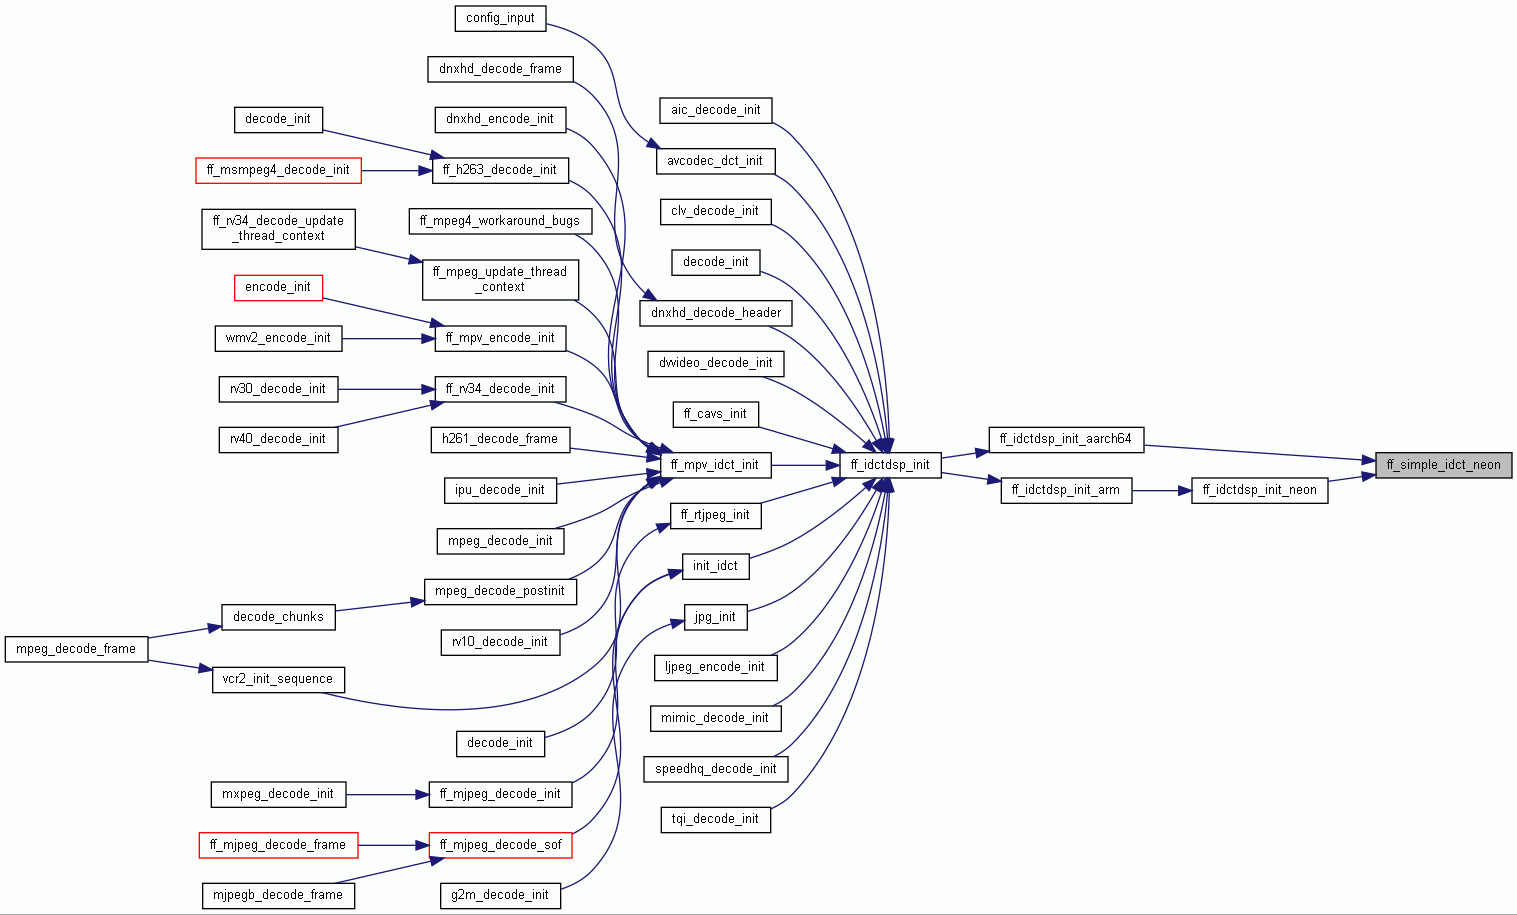 config_input
dnxhd_decode_frame
aic_decode_init
decode_init
dnxhd_encode_init
avcodec_dct_init
ff_msmpeg4_decode_init
ff_h263_decode_init
clv_decode_init
ff_rv34_decode_update
_thread_context
ff_mpeg4_workaround_bugs
decode_init
ff_mpeg_update_thread
_context
encode_init
dnxhd_decode_header
wmv2_encode_init
ff_mpv_encode_init
dvvideo_decode_init
rv30_decode_init
ff_rv34_decode_init
ff_cavs_init
rv40_decode_init
h261_decode_frame
ff_idctdsp_init_aarch64
ff_mpv_idct_init
ff_idctdsp_init
ff_simple_idct_neon
ipu_decode_init
ff_idctdsp_init_arm
ff_idctdsp_init_neon
ff_rtjpeg_init
mpeg_decode_init
init_idct
mpeg_decode_postinit
decode_chunks
jpg_init
rv10_decode_init
mpeg_decode_frame
ljpeg_encode_init
vcr2_init_sequence
mimic_decode_init
decode_init
speedhq_decode_init
mxpeg_decode_init
ff_mjpeg_decode_init
tqi_decode_init
ff_mjpeg_decode_frame
ff_mjpeg_decode_sof
mjpegb_decode_frame
g2m_decode_init